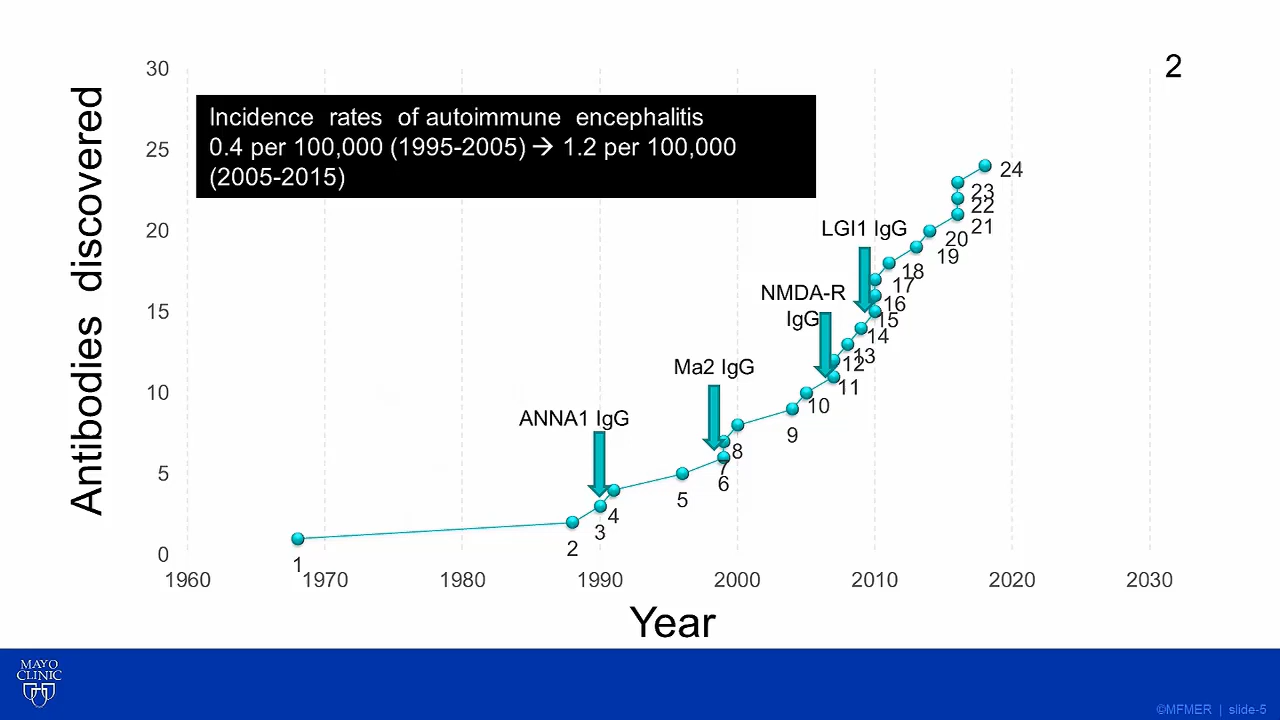 2
30
25
20
15
10
5
0
Antibodies discovered
Incidence rates of autoimmune encephalitis
0.4 per 100,000 (1995-2005) → 1.2 per 100,000
(2005-2015)
LGI1 IgG
NMDA-R
IgG
Ma2 IgG
ANNA1 IgG
1
2
3
4
5
6
7
8
9
10
11
12
13
14
15
16
17
18
19
20
21
22
23
24
1960 1970 1980 1990 2000 2010 2020 2030
Year
MAYO
CLINIC
©MFMER | slide-5